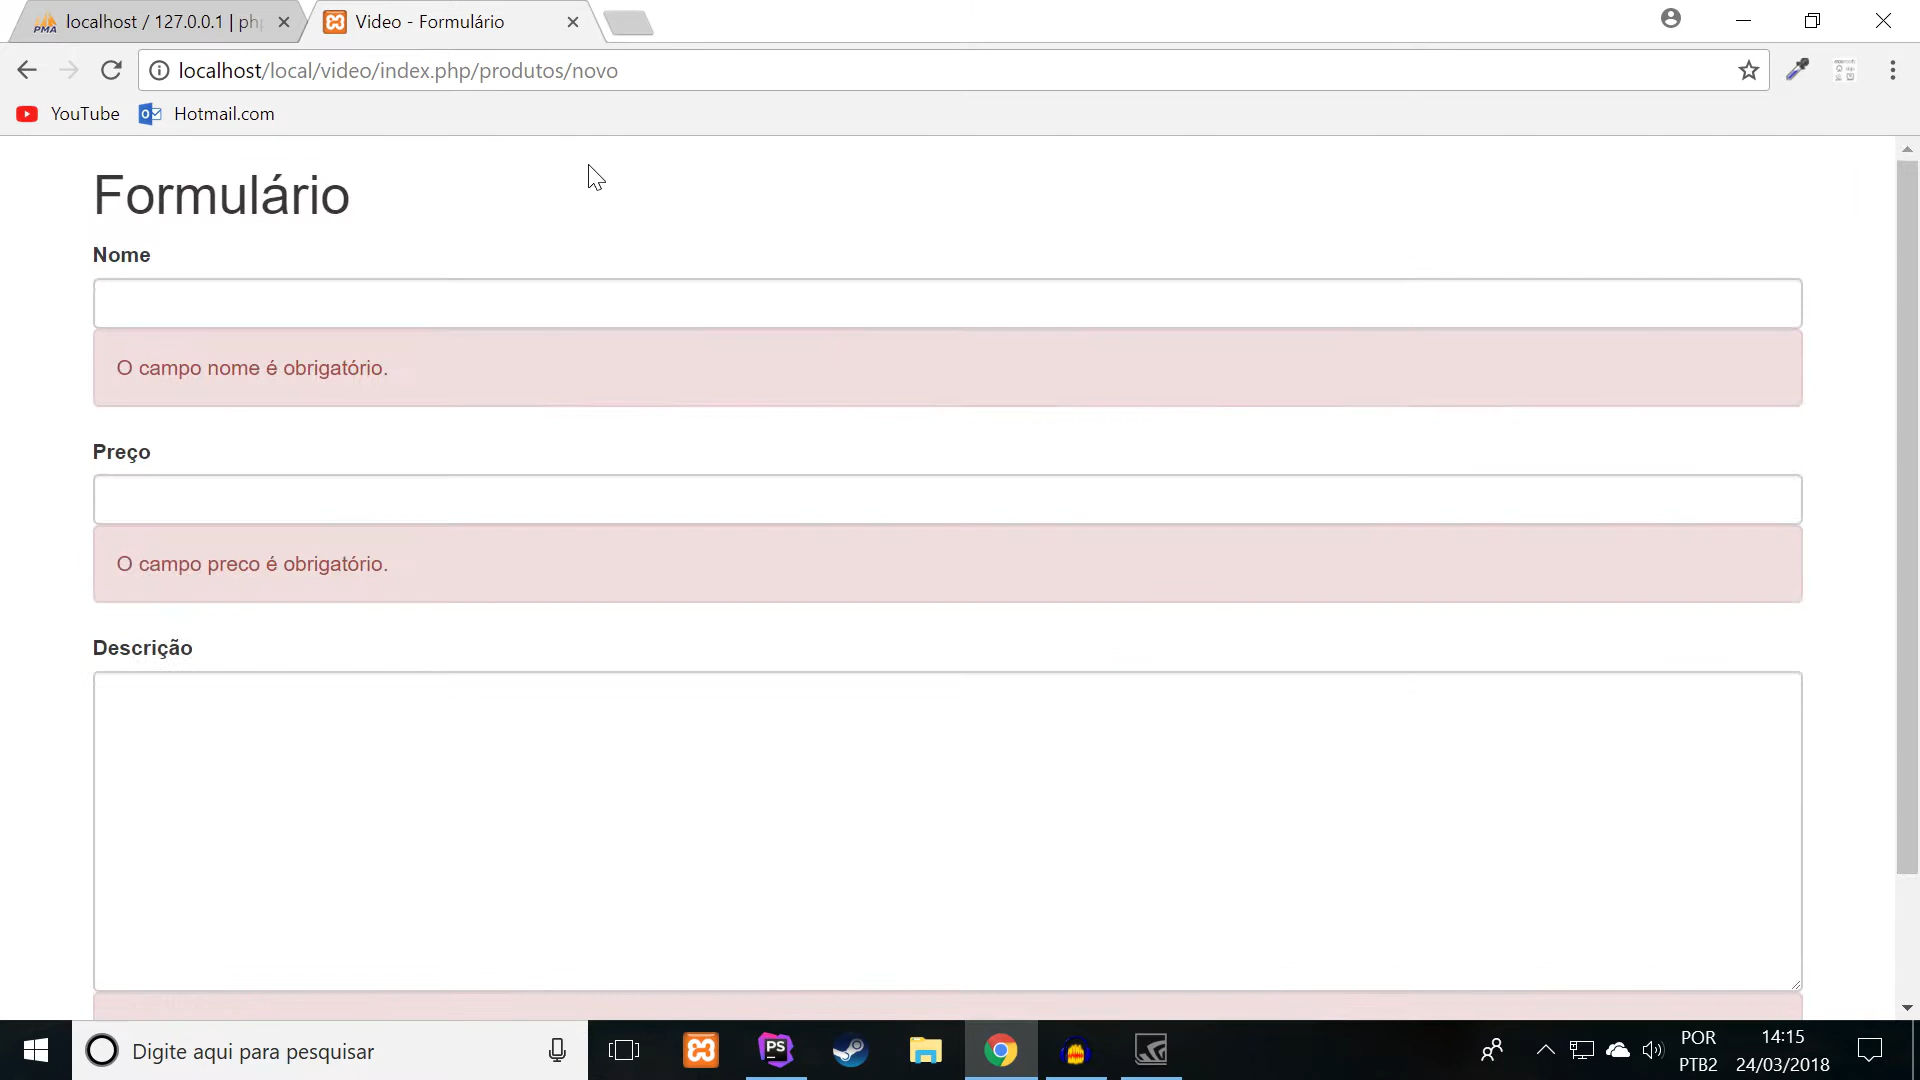 localhost / 127.0.0.1 | ph
Video - Formulário
localhost/local/video/index.php/produtos/novo
YouTube
Hotmail.com
Formulário
Nome
O campo nome é obrigatório.
Preço
O campo preco é obrigatório.
Descrição
Digite aqui para pesquisar
POR
PTB2
14:15
24/03/2018
PMA
PS